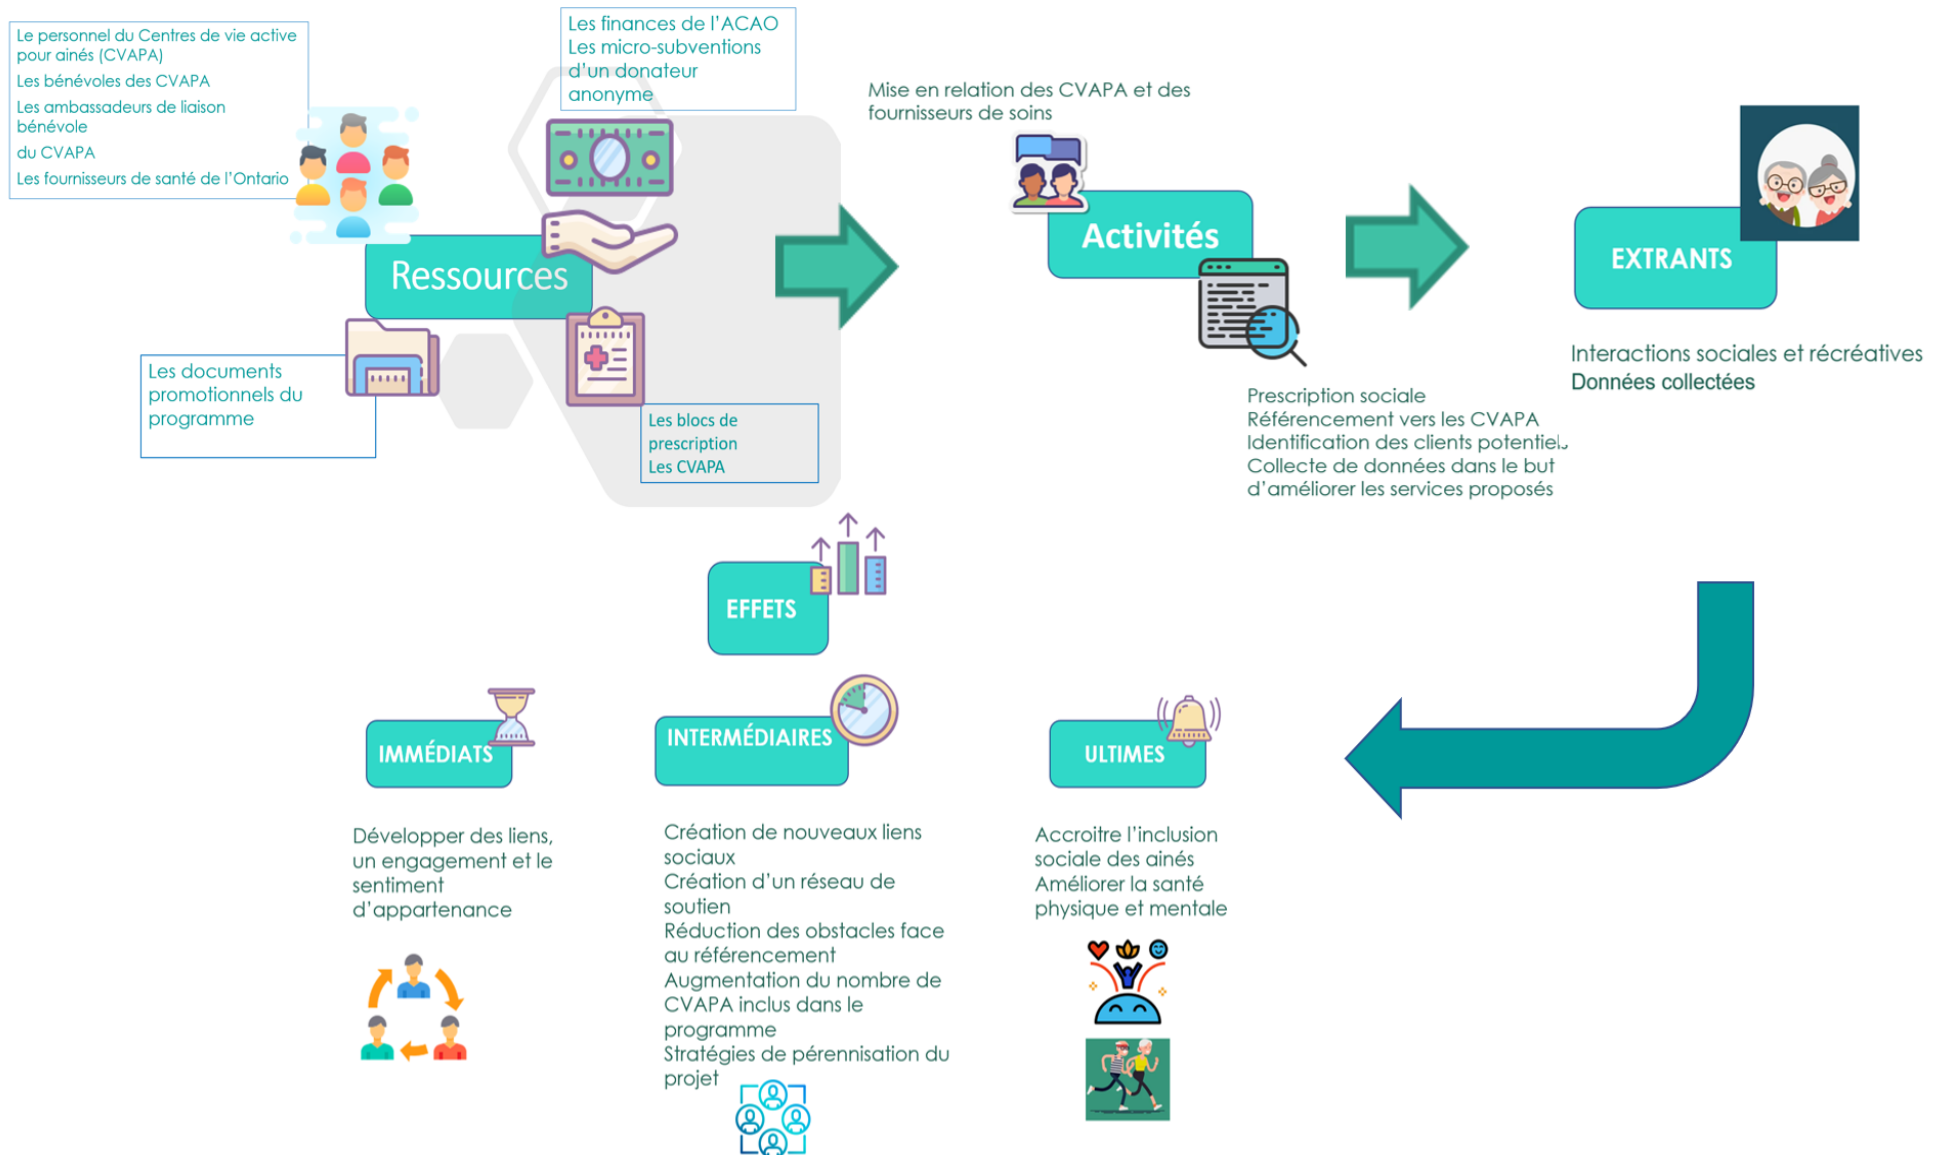 Le personnel du Centres de vie active
pour ainés (CVAPA)
Les bénévoles des CVAPA
Les ambassadeurs de liaison
bénévole
du CVAPA
Les fournisseurs de santé de l'Ontario
Les finances de l'ACAO
Les micro-subventions
d'un donateur
anonyme
Ressources
Les documents
promotionnels du
programme
Les blocs de
prescription
Les CVAPA
Mise en relation des CVAPA et des
fournisseurs de soins
Activités
Prescription sociale
Référencement vers les CVAPA
Identification des clients potentiels
Collecte de données dans le but
d'améliorer les services proposés
EXTRANTS
Interactions sociales et récréatives
Données collectées
EFFETS
IMMÉDIATS
Développer des liens,
un engagement et le
sentiment
d'appartenance
INTERMÉDIAIRES
Création de nouveaux liens
sociaux
Création d'un réseau de
soutien
Réduction des obstacles face
au référencement
Augmentation du nombre de
CVAPA inclus dans le
programme
Stratégies de pérennisation du
projet
ULTIMES
Accroitre l'inclusion
sociale des ainés
Améliorer la santé
physique et mentale